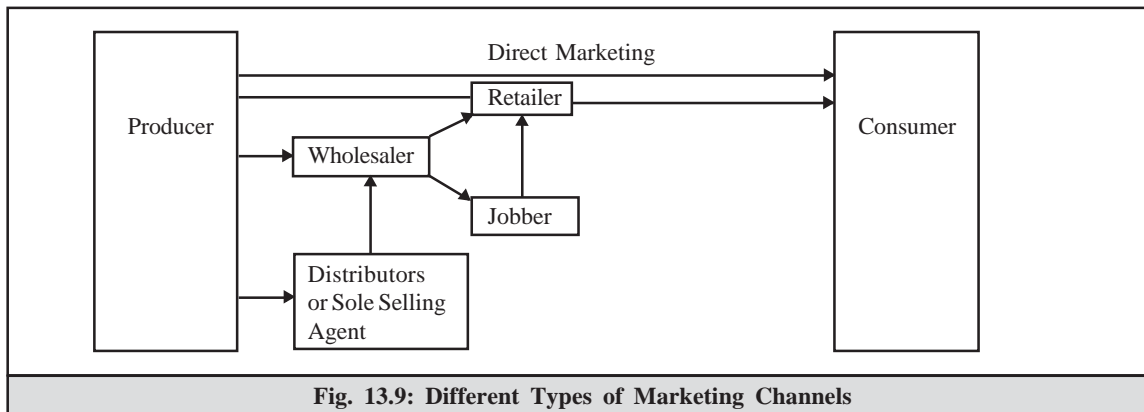 Direct Marketing
Retailer
Producer
Consumer
Wholesaler
Jobber
Distributors
or Sole Selling
Agent
Fig. 13.9: Different Types of Marketing Channels